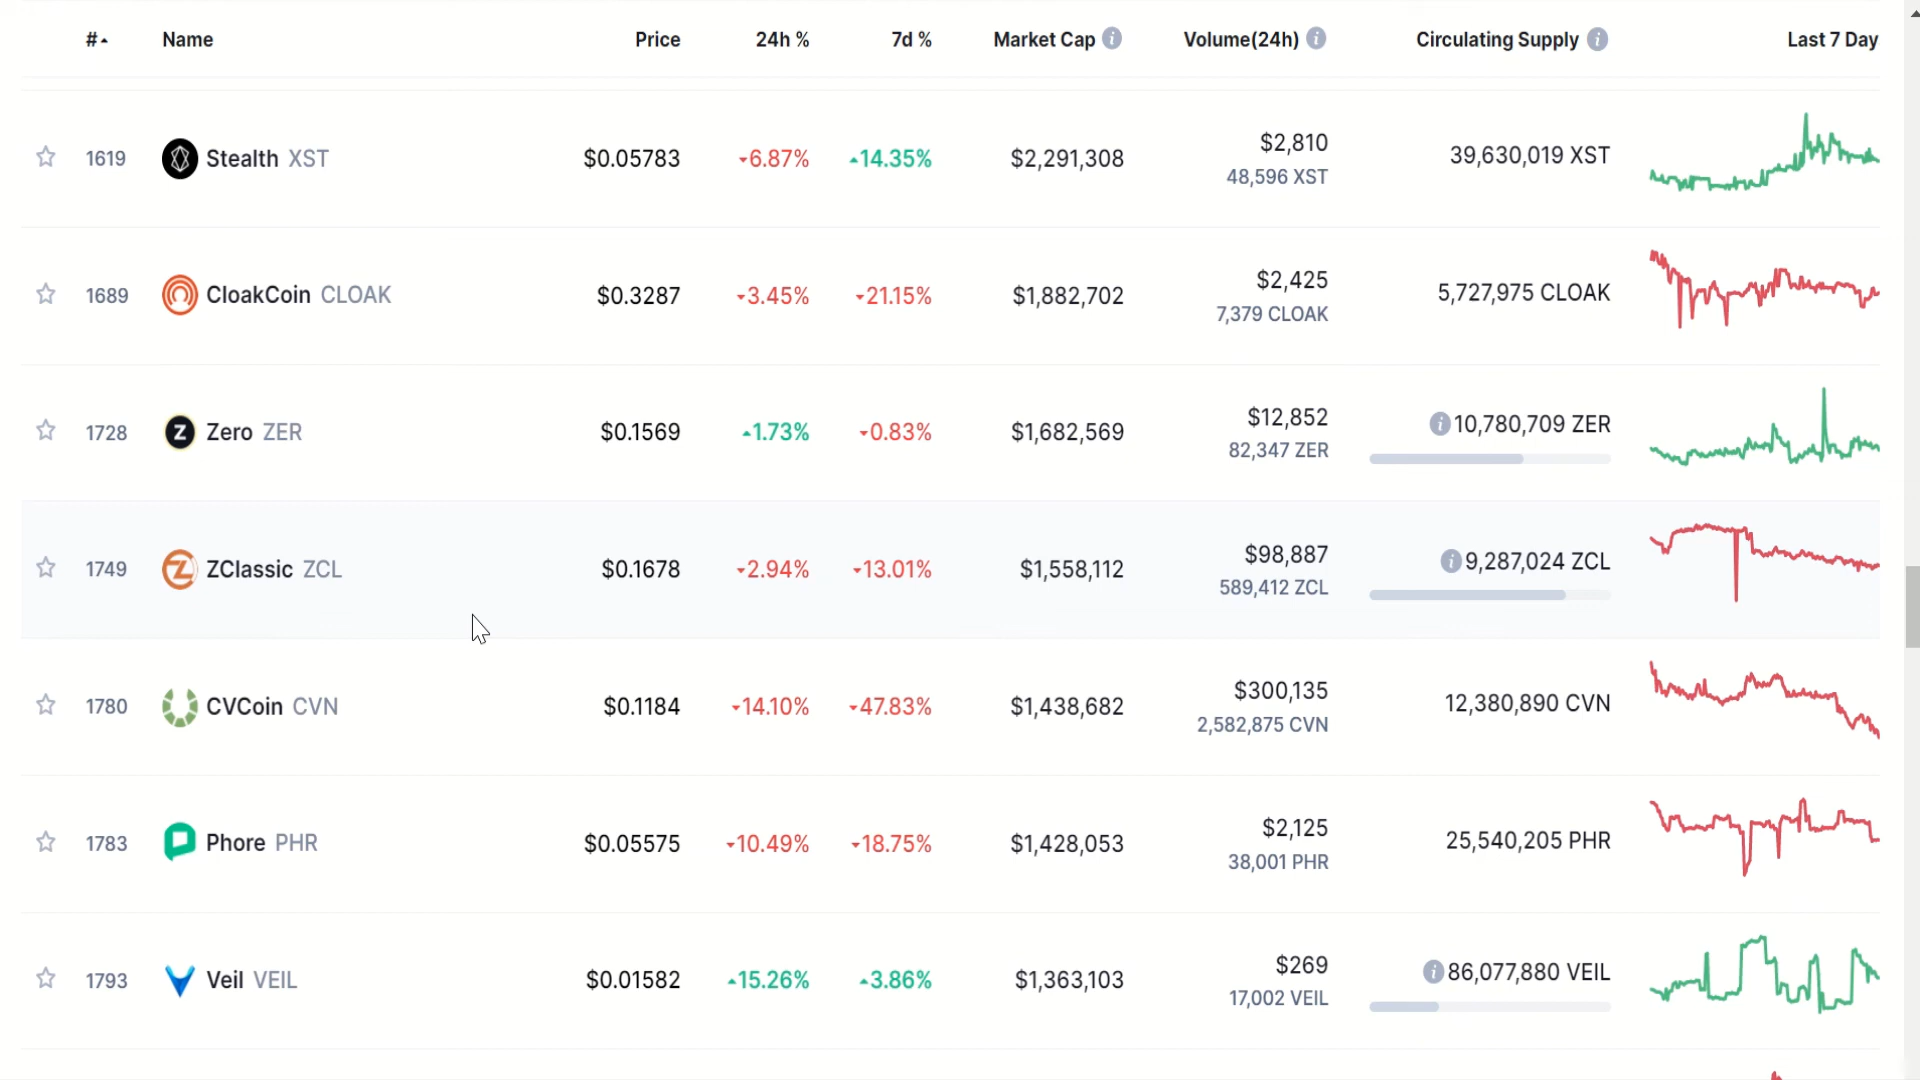 # Name Price 24h % 7d % Market Cap Volume(24h) Circulating Supply Last 7 Day
1619 Stealth XST $0.05783 6.87% 14.35% $2,291,308 $2,810 39,630,019 XST
48,596 XST
1689 CloakCoin CLOAK $0.3287 3.45% 21.15% $1,882,702 $2,425 5,727,975 CLOAK
7,379 CLOAK
1728 Zero ZER $0.1569 1.73% 0.83% $1,682,569 $12,852 10,780,709 ZER
82,347 ZER
1749 ZClassic ZCL $0.1678 2.94% 13.01% $1,558,112 $98,887 9,287,024 ZCL
589,412 ZCL
1780 CVCoin CVN $0.1184 14.10% 47.83% $1,438,682 $300,135 12,380,890 CVN
2,582,875 CVN
1783 Phore PHR $0.05575 10.49% 18.75% $1,428,053 $2,125 25,540,205 PHR
38,001 PHR
1793 Veil VEIL $0.01582 15.26% 3.86% $1,363,103 $269 86,077,880 VEIL
17,002 VEIL